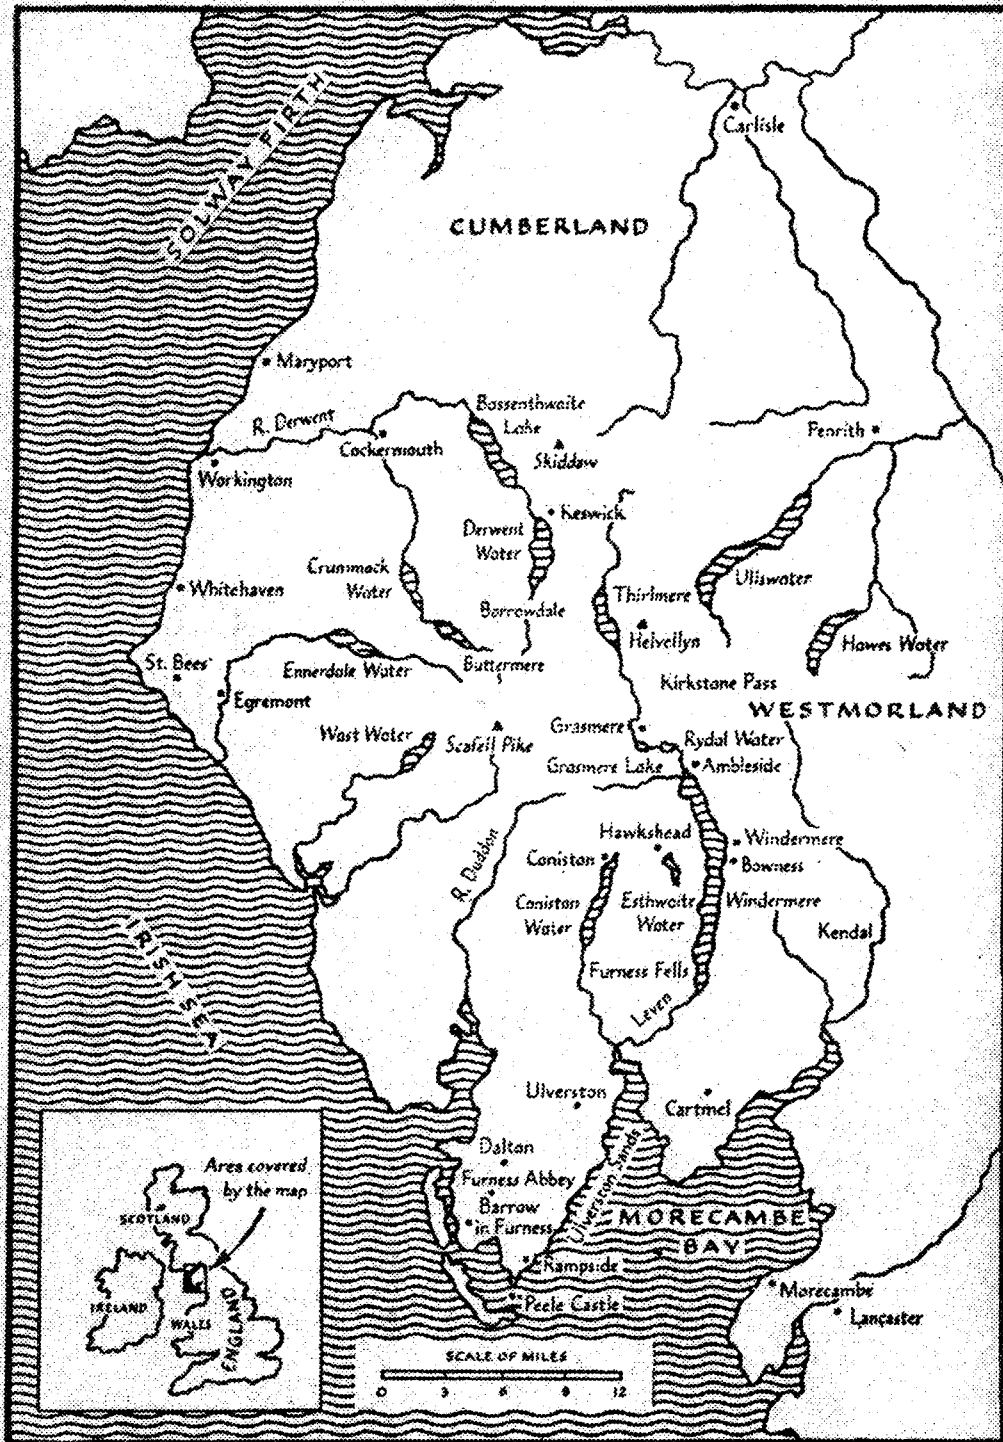 SOLWAY FIRTH
Carlisle
CUMBERLAND
Maryport
R. Derwent
Bassenthwaite
Lake
Cockermouth
Skiddaw
Penrith
Workington
Keswick
Derwent
Water
Crummock
Water
Whitehaven
Thirlmere
Ullswater
Borrowdale
Helvellyn
Hawes Water
St. Bees
Ennerdale Water
Buttermere
Egremont
Kirkstone Pass
WESTMORLAND
Wast Water
Scafell Pike
Grasmere
Rydal Water
Grasmere Lake
Ambleside
R. Duddon
Hawkshead
Windermere
Coniston
Bowness
Coniston
Water
Esthwaite
Water
Windermere
Kendal
IRISH SEA
Furness Fells
Leven
Ulverston
Cartmel
Dalton
Furness Abbey
Barrow
in Furness
Ulverston Sands
MORECAMBE
BAY
Rampside
Peele Castle
Morecambe
Lancaster
Area covered
by the map
SCOTLAND
IRELAND
WALES
ENGLAND
SCALE OF MILES
0 3 6 9 12